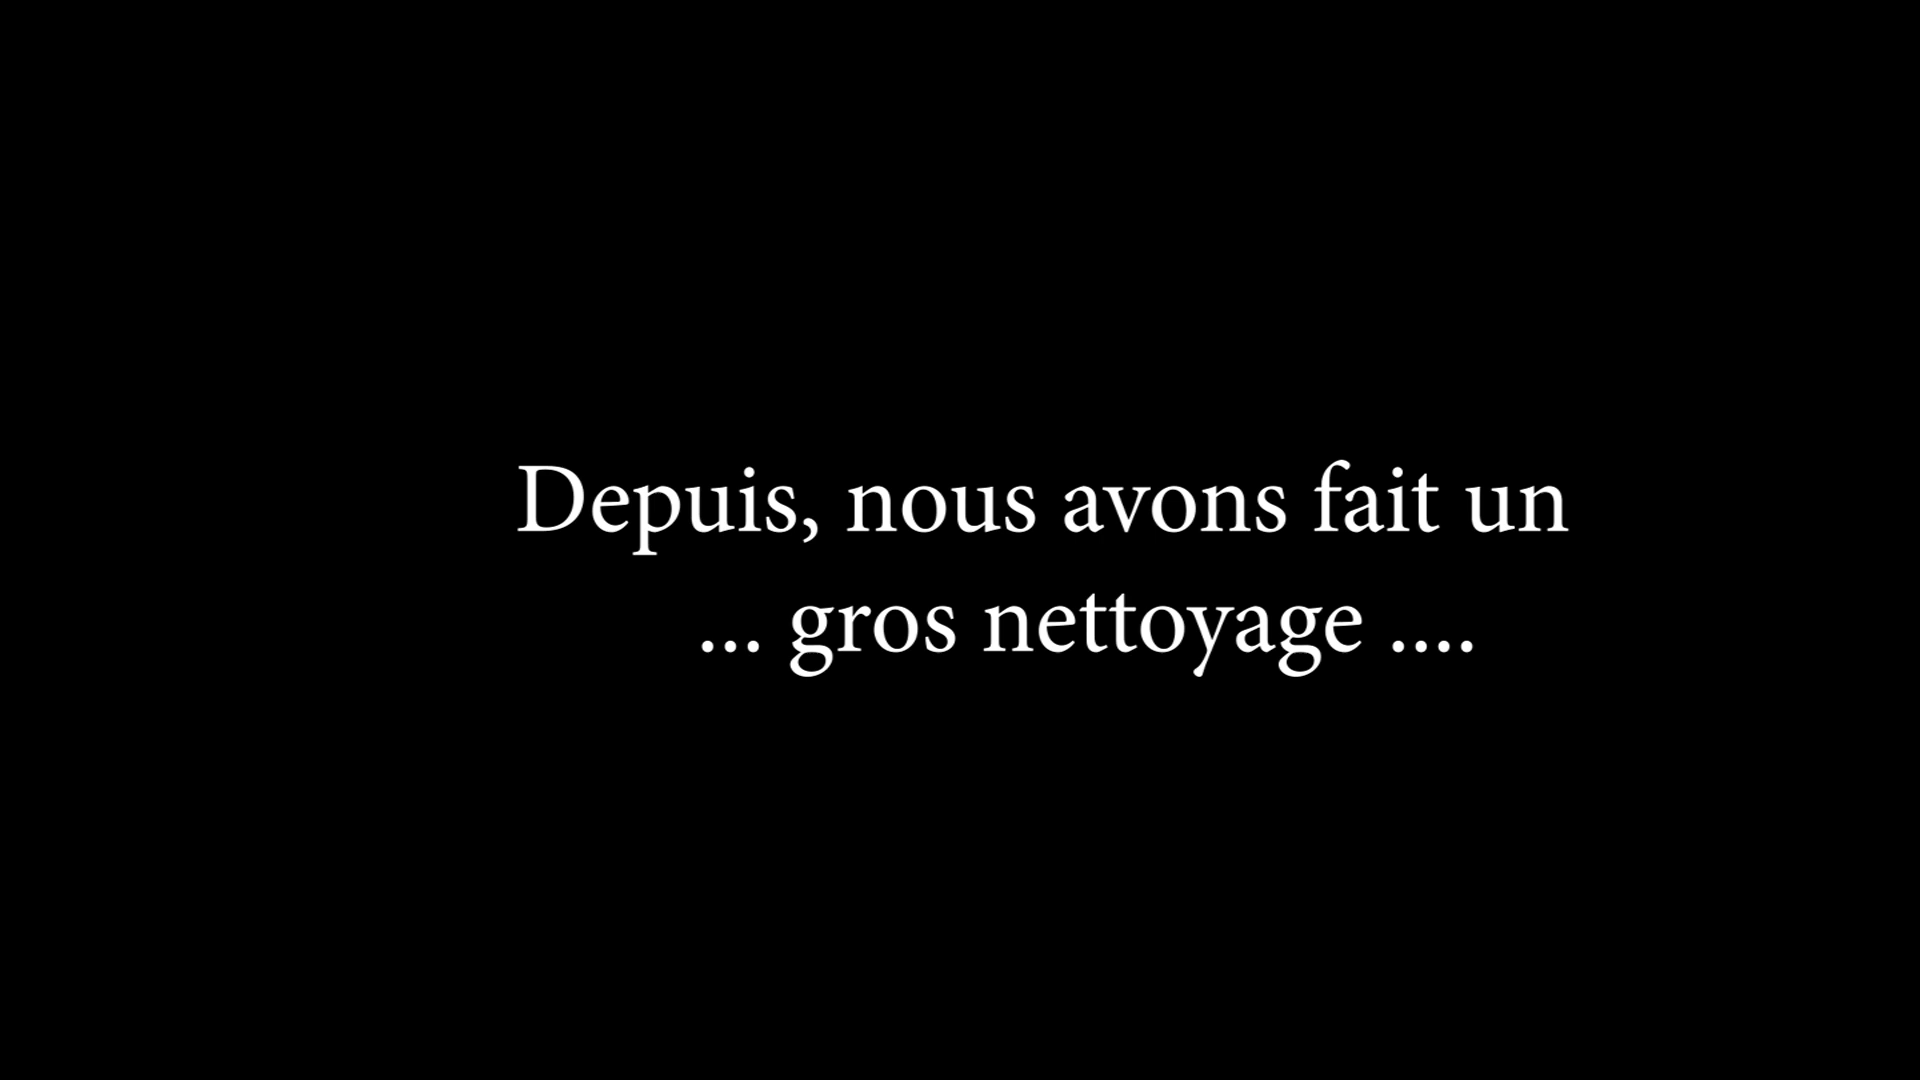 Depuis, nous avons fait un
... gros nettoyage ....